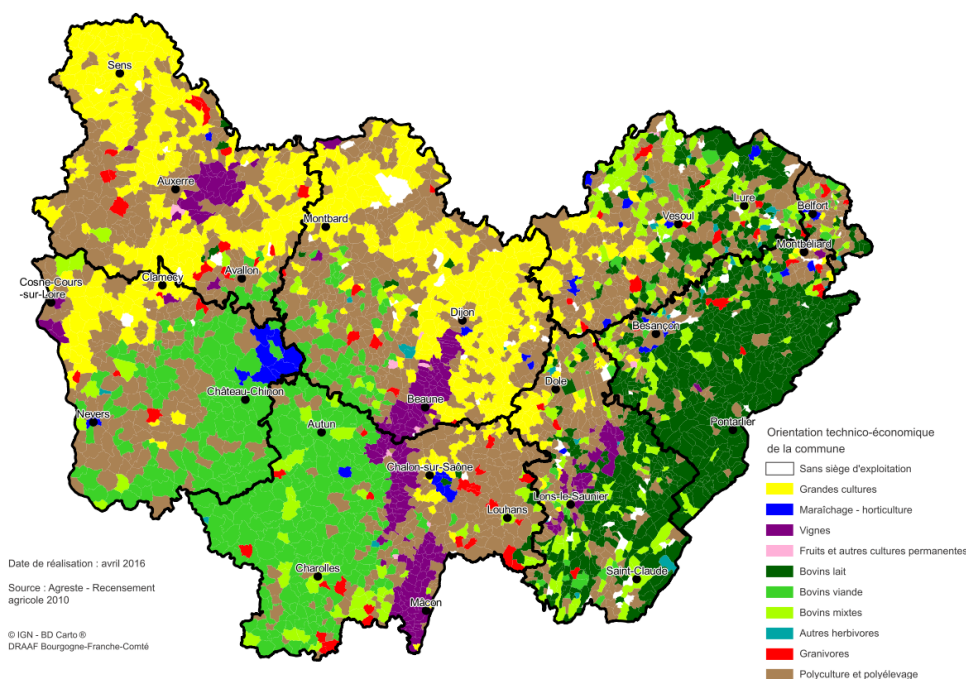 Sens
Auxerre
Montbard
Lure
Vesoul
Belfort
Montbéliard
Avallon
Clamecy
Cosne-Cours
-sur-Loire
Dijon
Besançon
Château-Chinon
Dole
Beaune
Nevers
Autun
Pontarlier
Chalon-sur-Saône
Lons-le-Saunier
Louhans
Charolles
Saint-Claude
Mâcon
Orientation technico-économique
de la commune
Sans siège d'exploitation
Grandes cultures
Maraîchage - horticulture
Vignes
Fruits et autres cultures permanentes
Bovins lait
Bovins viande
Bovins mixtes
Autres herbivores
Granivores
Polyculture et polyélevage
Date de réalisation : avril 2016
Source : Agreste - Recensement
agricole 2010
© IGN - BD Carto ®
DRAAF Bourgogne-Franche-Comté